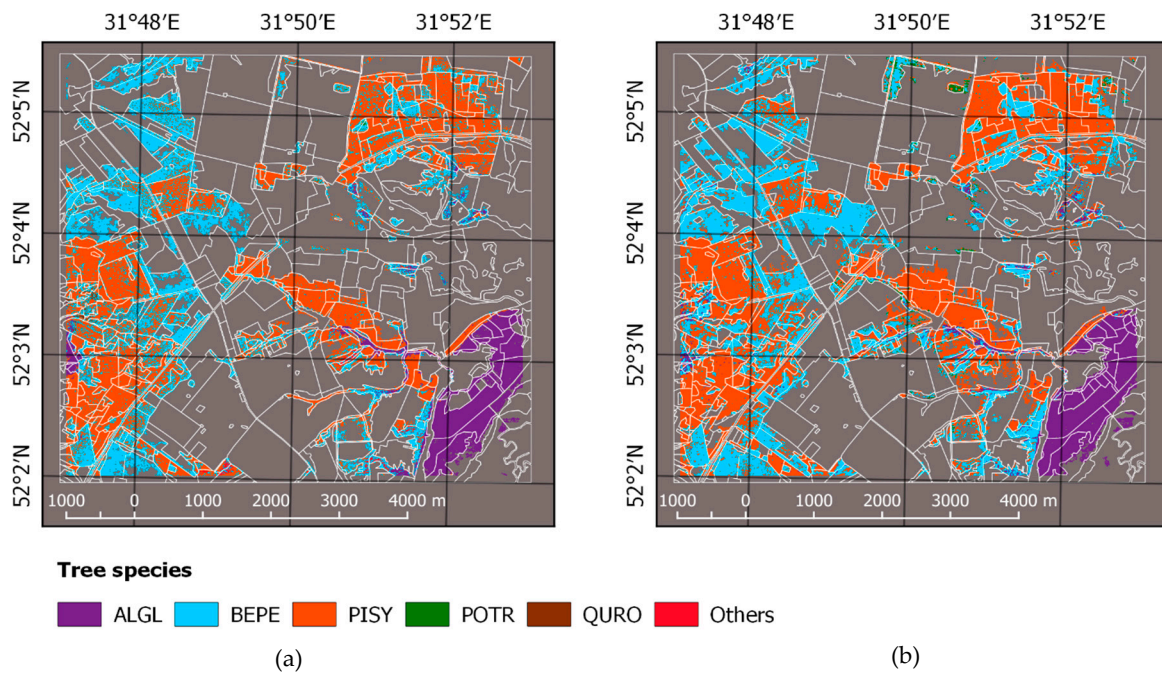 31°48'E 31°50'E 31°52'E 31°48'E 31°50'E 31°52'E
52°5'N 52°5'N
52°4'N 52°4'N
52°3'N 52°3'N
52°2'N 52°2'N
1000 0 1000 2000 3000 4000 m 1000 0 1000 2000 3000 4000 m
Tree species
ALGL BEPE PISY POTR QURO Others
(a) (b)